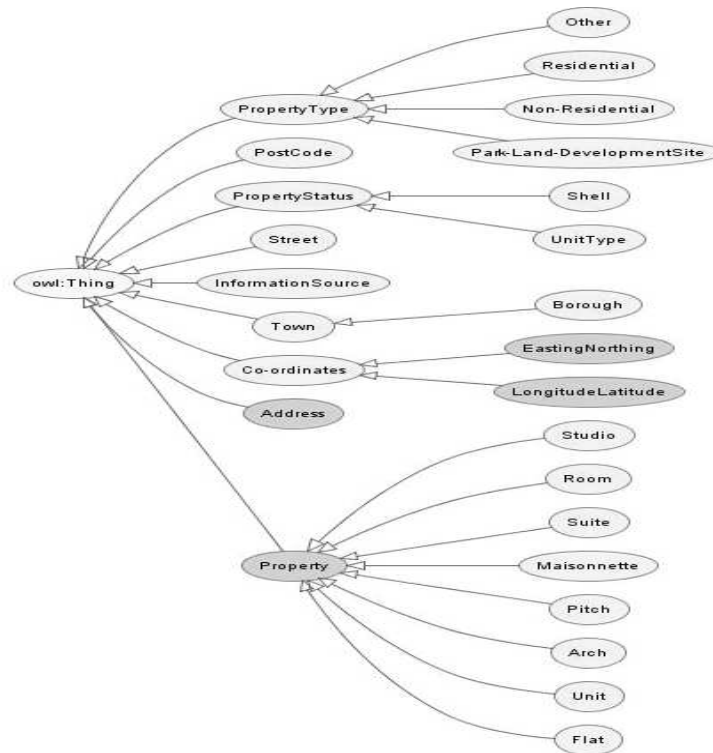 Other
Residential
PropertyType
Non-Residential
PostCode
Park-Land-DevelopmentSite
PropertyStatus
Shell
Street
UnitType
owl:Thing
InformationSource
Town
Borough
Co-ordinates
EastingNorthing
LongitudeLatitude
Address
Studio
Room
Suite
Property
Maisonnette
Pitch
Arch
Unit
Flat